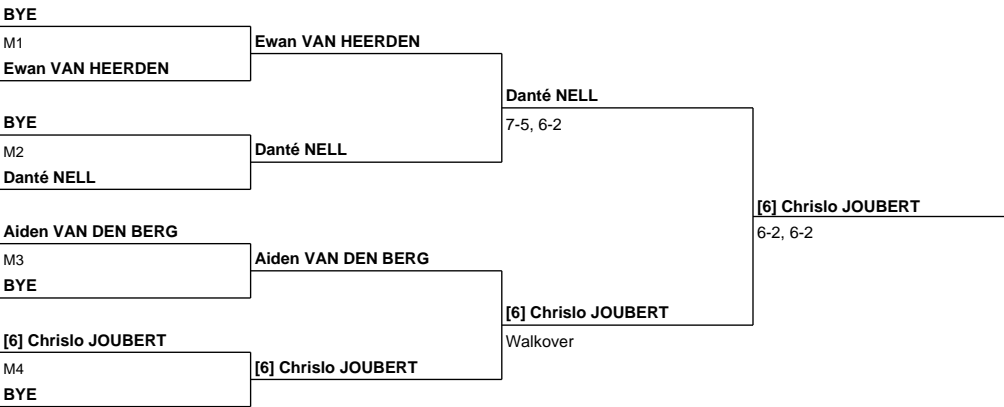 BYE
M1
Ewan VAN HEERDEN
Ewan VAN HEERDEN
BYE
M2
Danté NELL
Danté NELL
Danté NELL
7-5, 6-2
Aiden VAN DEN BERG
M3
BYE
Aiden VAN DEN BERG
[6] Chrislo JOUBERT
M4
BYE
[6] Chrislo JOUBERT
[6] Chrislo JOUBERT
Walkover
[6] Chrislo JOUBERT
6-2, 6-2